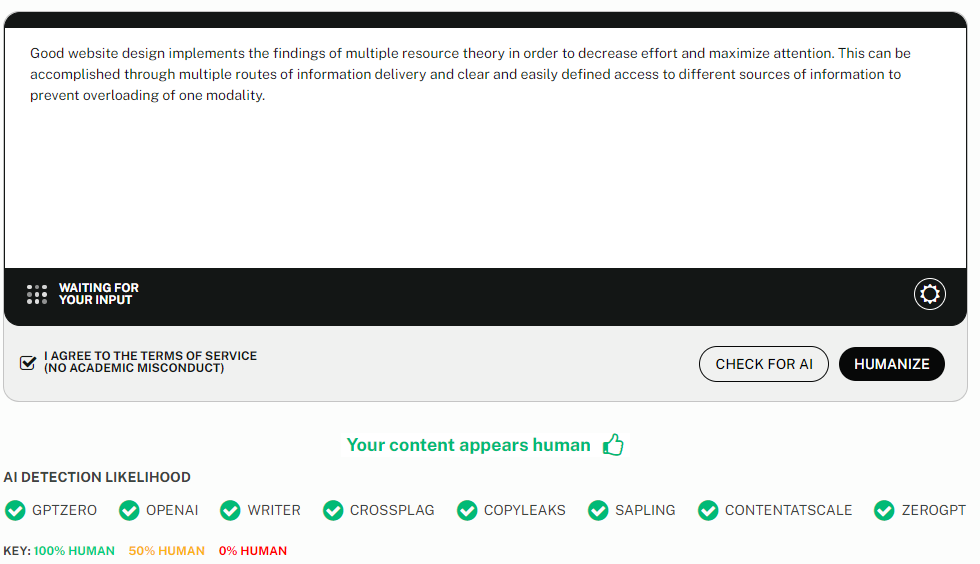 Good website design implements the findings of multiple resource theory in order to decrease effort and maximize attention. This can be
accomplished through multiple routes of information delivery and clear and easily defined access to different sources of information to
prevent overloading of one modality.
WAITING FOR
YOUR INPUT
I AGREE TO THE TERMS OF SERVICE
(NO ACADEMIC MISCONDUCT)
CHECK FOR AI
HUMANIZE
Your content appears human
AI DETECTION LIKELIHOOD
GPTZERO OPENAI WRITER CROSSPLAG COPYLEAKS SAPLING CONTENTATSCALE ZEROGPT
KEY: 100% HUMAN 50% HUMAN 0% HUMAN